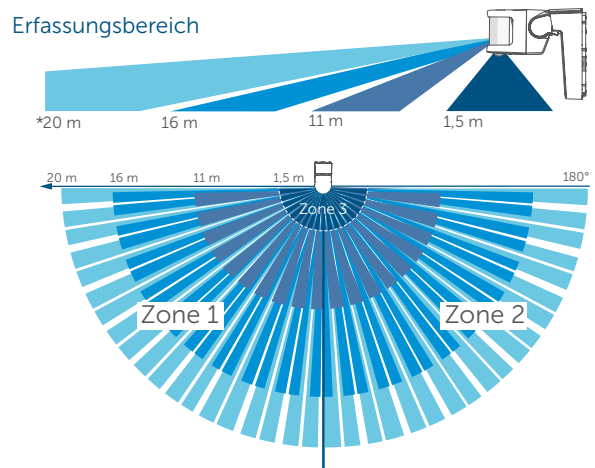 Erfassungsbereich
*20 m 16 m 11 m 1,5 m
20 m 16 m 11 m 1,5 m 180°
Zone 3
Zone 1 Zone 2